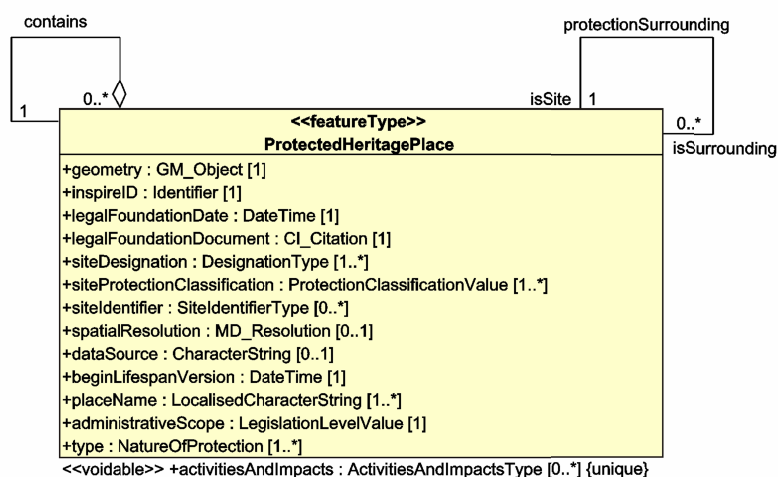 contains
protectionSurrounding
0..*
1
isSite
1
0..*
isSurrounding
<<featureType>>
ProtectedHeritagePlace
+geometry : GM_Object [1]
+inspireID : Identifier [1]
+legalFoundationDate : DateTime [1]
+legalFoundationDocument : CI_Citation [1]
+siteDesignation : DesignationType [1..*]
+siteProtectionClassification : ProtectionClassificationValue [1..*]
+siteIdentifier : SiteIdentifierType [0..*]
+spatialResolution : MD_Resolution [0..1]
+dataSource : CharacterString [0..1]
+beginLifespanVersion : DateTime [1]
+placeName : LocalisedCharacterString [1..*]
+administrativeScope : LegislationLevelValue [1]
+type : NatureOfProtection [1..*]
<<voidable>> +activitiesAndImpacts : ActivitiesAndImpactsType [0..*] {unique}